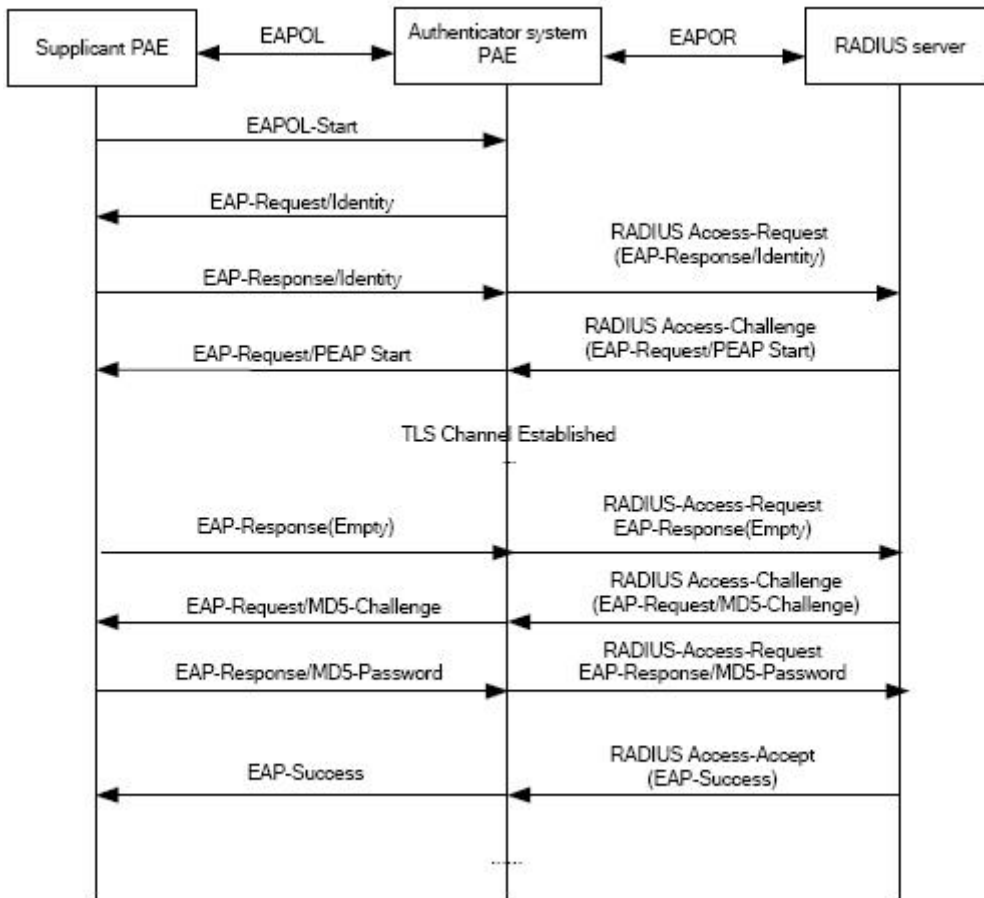 Supplicant PAE
EAPOL
Authenticator system
PAE
EAPOR
RADIUS server
EAPOL-Start
EAP-Request/Identity
RADIUS Access-Request
(EAP-Response/Identity)
EAP-Response/Identity
RADIUS Access-Challenge
(EAP-Request/PEAP Start)
EAP-Request/PEAP Start
TLS Channel Established
RADIUS-Access-Request
EAP-Response(Empty)
EAP-Response(Empty)
RADIUS Access-Challenge
(EAP-Request/MD5-Challenge)
EAP-Request/MD5-Challenge
RADIUS-Access-Request
EAP-Response/MD5-Password
EAP-Response/MD5-Password
RADIUS Access-Accept
(EAP-Success)
EAP-Success